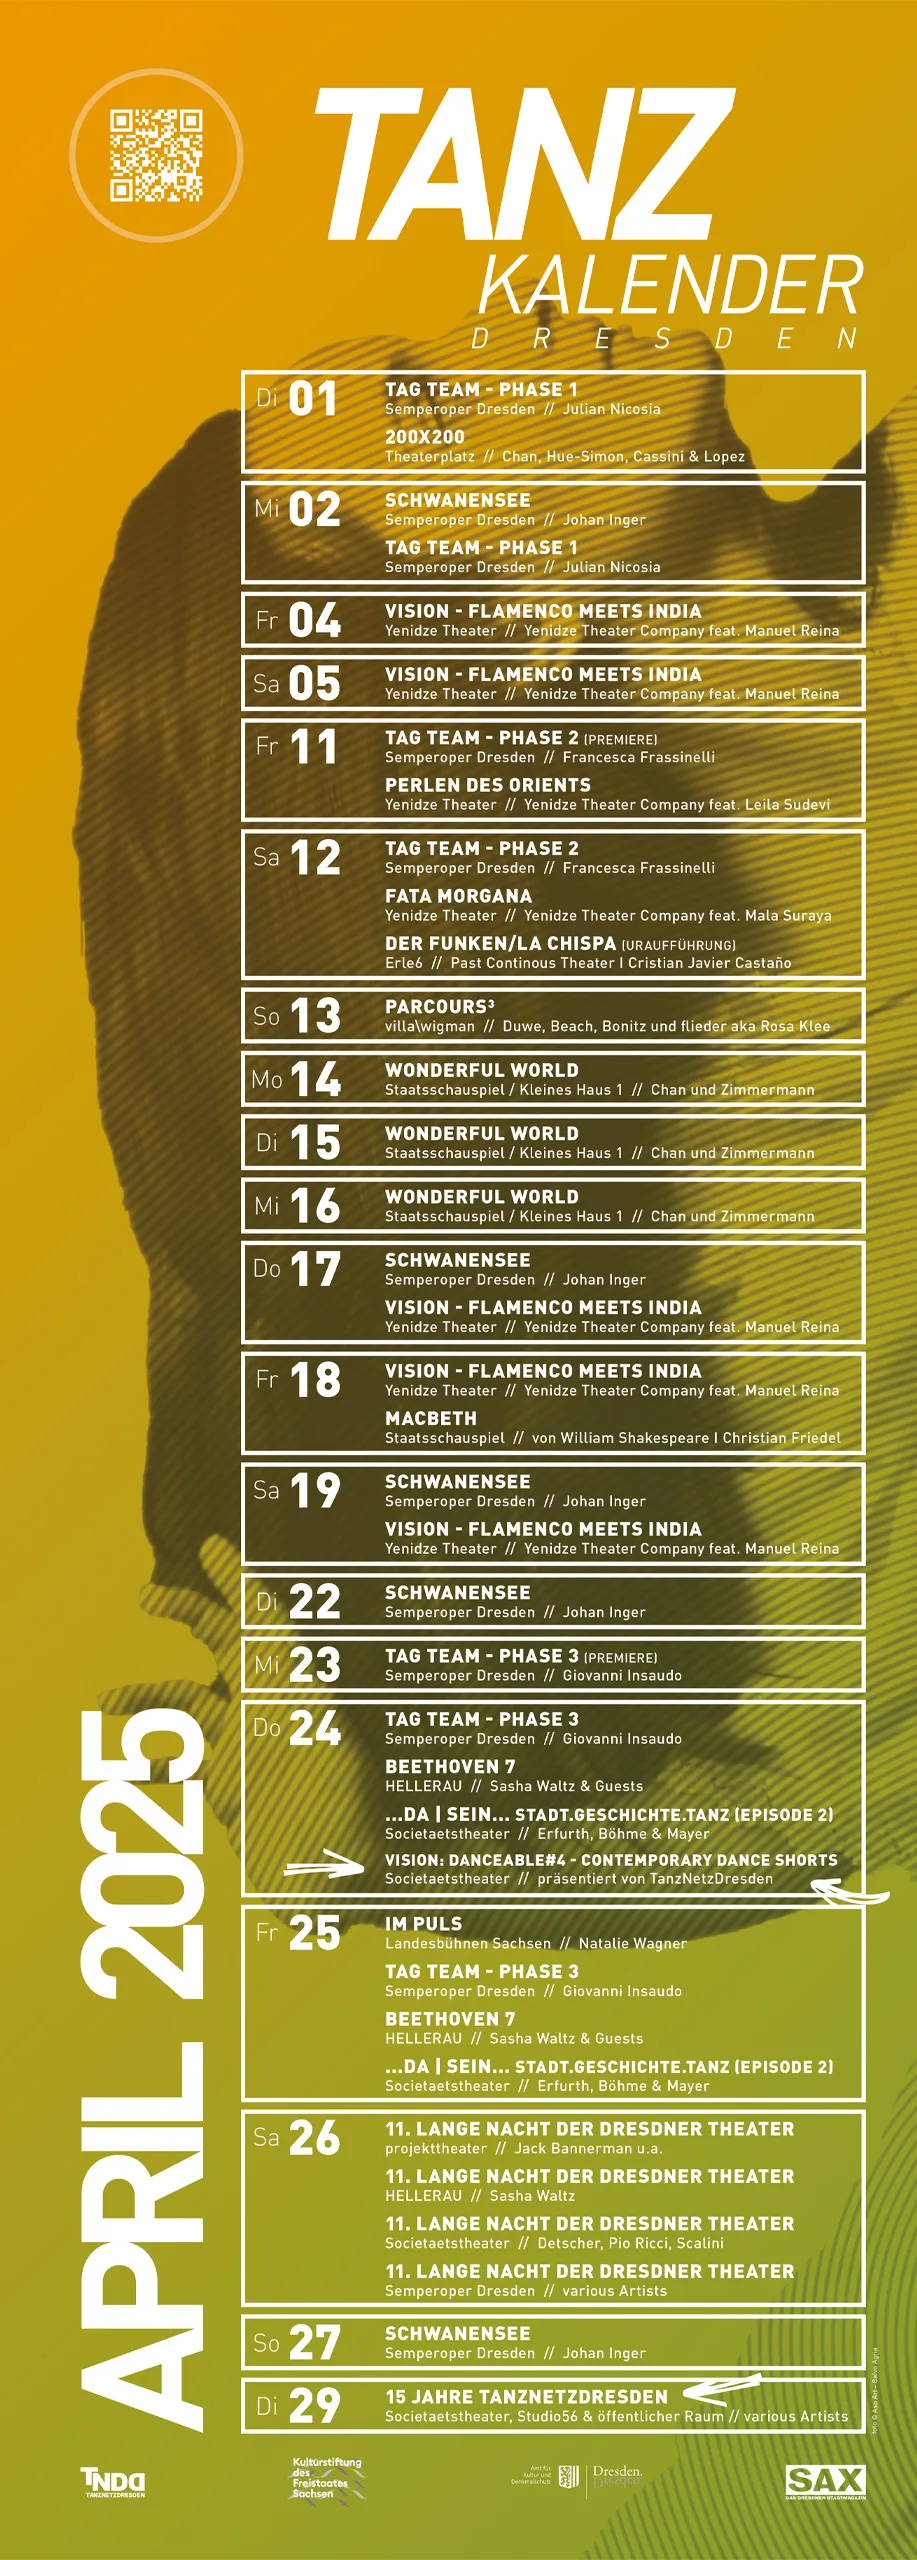 TANZ
KALENDER
DRESDEN
Di 01
TAG TEAM - PHASE 1
Semperoper Dresden // Julian Nicosia
200X200
Theaterplatz // Chan, Hue-Simon, Cassini & Lopez
Mi 02
SCHWANENSEE
Semperoper Dresden // Johan Inger
TAG TEAM - PHASE 1
Semperoper Dresden // Julian Nicosia
Fr 04
VISION - FLAMENCO MEETS INDIA
Yenidze Theater // Yenidze Theater Company feat. Manuel Reina
Sa 05
VISION - FLAMENCO MEETS INDIA
Yenidze Theater // Yenidze Theater Company feat. Manuel Reina
Fr 11
TAG TEAM - PHASE 2 (PREMIERE)
Semperoper Dresden // Francesca Frassinelli
PERLEN DES ORIENTS
Yenidze Theater // Yenidze Theater Company feat. Leila Sudevi
Sa 12
TAG TEAM - PHASE 2
Semperoper Dresden // Francesca Frassinelli
FATA MORGANA
Yenidze Theater // Yenidze Theater Company feat. Mala Suraya
DER FUNKEN/LA CHISPA (URAUFFÜHRUNG)
Erle6 // Past Continous Theater I Cristian Javier Castaño
So 13
PARCOURS³
villa\wigman // Duwe, Beach, Bonitz und flieder aka Rosa Klee
Mo 14
WONDERFUL WORLD
Staatsschauspiel / Kleines Haus 1 // Chan und Zimmermann
Di 15
WONDERFUL WORLD
Staatsschauspiel / Kleines Haus 1 // Chan und Zimmermann
Mi 16
WONDERFUL WORLD
Staatsschauspiel / Kleines Haus 1 // Chan und Zimmermann
Do 17
SCHWANENSEE
Semperoper Dresden // Johan Inger
VISION - FLAMENCO MEETS INDIA
Yenidze Theater // Yenidze Theater Company feat. Manuel Reina
Fr 18
VISION - FLAMENCO MEETS INDIA
Yenidze Theater // Yenidze Theater Company feat. Manuel Reina
MACBETH
Staatsschauspiel // von William Shakespeare I Christian Friedel
Sa 19
SCHWANENSEE
Semperoper Dresden // Johan Inger
VISION - FLAMENCO MEETS INDIA
Yenidze Theater // Yenidze Theater Company feat. Manuel Reina
Di 22
SCHWANENSEE
Semperoper Dresden // Johan Inger
Mi 23
TAG TEAM - PHASE 3 (PREMIERE)
Semperoper Dresden // Giovanni Insaudo
Do 24
TAG TEAM - PHASE 3
Semperoper Dresden // Giovanni Insaudo
BEETHOVEN 7
HELLERAU // Sasha Waltz & Guests
...DA | SEIN... STADT.GESCHICHTE.TANZ (EPISODE 2)
Societaetstheater // Erfurth, Böhme & Mayer
VISION: DANCEABLE#4 - CONTEMPORARY DANCE SHORTS
Societaetstheater // präsentiert von TanzNetzDresden
Fr 25
IM PULS
Landesbühnen Sachsen // Natalie Wagner
TAG TEAM - PHASE 3
Semperoper Dresden // Giovanni Insaudo
BEETHOVEN 7
HELLERAU // Sasha Waltz & Guests
...DA | SEIN... STADT.GESCHICHTE.TANZ (EPISODE 2)
Societaetstheater // Erfurth, Böhme & Mayer
Sa 26
11. LANGE NACHT DER DRESDNER THEATER
projekttheater // Jack Bannerman u.a.
11. LANGE NACHT DER DRESDNER THEATER
HELLERAU // Sasha Waltz
11. LANGE NACHT DER DRESDNER THEATER
Societaetstheater // Detscher, Pio Ricci, Scalini
11. LANGE NACHT DER DRESDNER THEATER
Semperoper Dresden // various Artists
So 27
SCHWANENSEE
Semperoper Dresden // Johan Inger
Di 29
15 JAHRE TANZNETZDRESDEN
Societaetstheater, Studio56 & öffentlicher Raum // various Artists
APRIL 2025
foto © Ako Art - Salvo Agria
TNDD
TANZNETZDRESDEN
Kulturstiftung
des
Freistaates
Sachsen
Amt für
Kultur und
Denkmalschutz
Dresden.
Dresden.
SAX
DAS DRESDNER STADTMAGAZIN